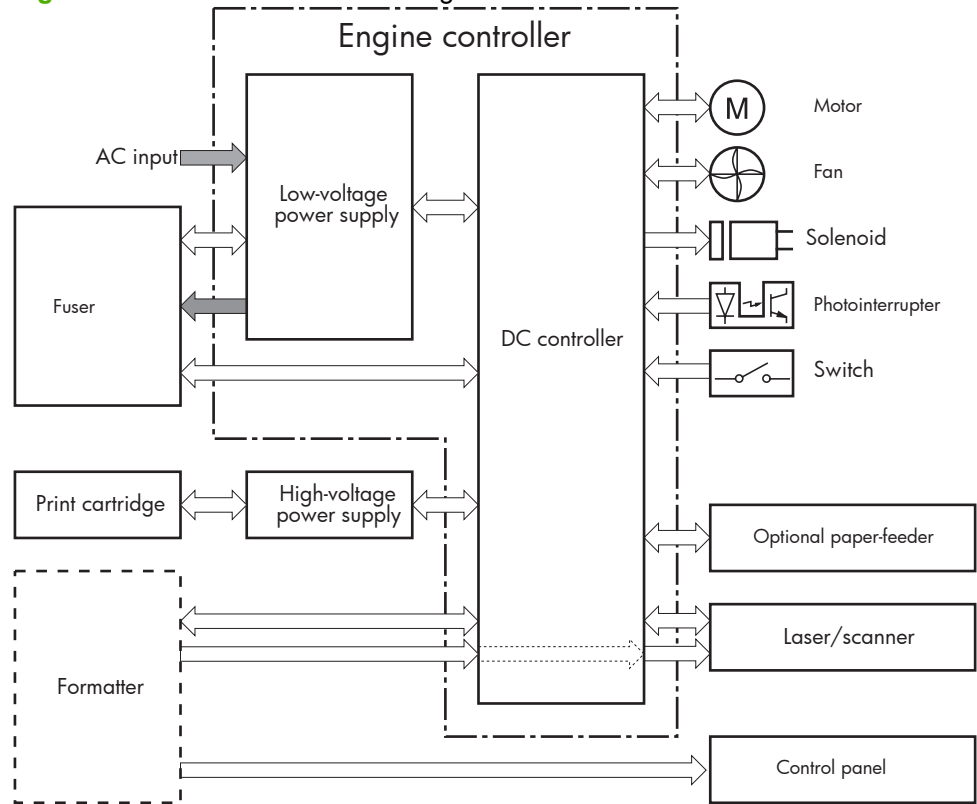 Engine controller
M
Motor
AC input
Fan
Low-voltage
power supply
Solenoid
Fuser
Photointerrupter
DC controller
Switch
Print cartridge
High-voltage
power supply
Optional paper-feeder
Laser/scanner
Formatter
Control panel